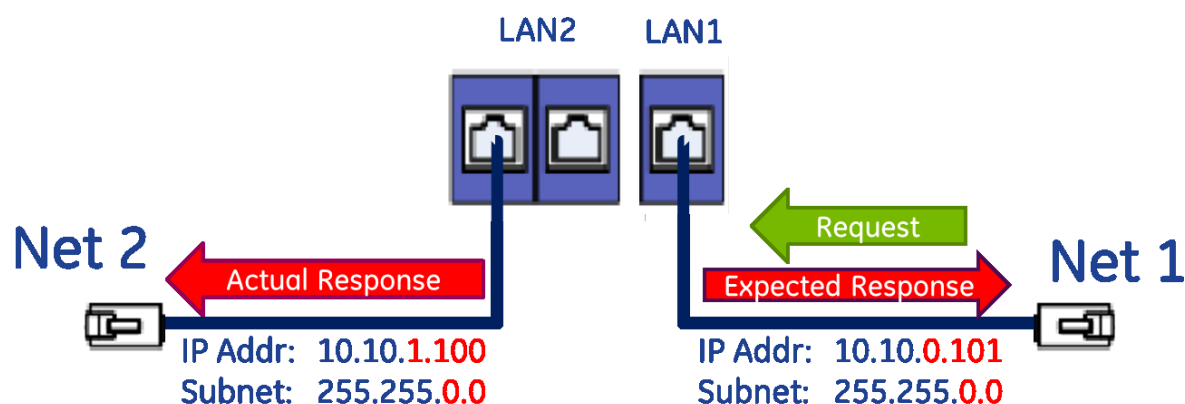 LAN2
LAN1
Request
Net 2
Net 1
Actual Response
Expected Response
IP Addr: 10.10.1.100
Subnet: 255.255.0.0
IP Addr: 10.10.0.101
Subnet: 255.255.0.0